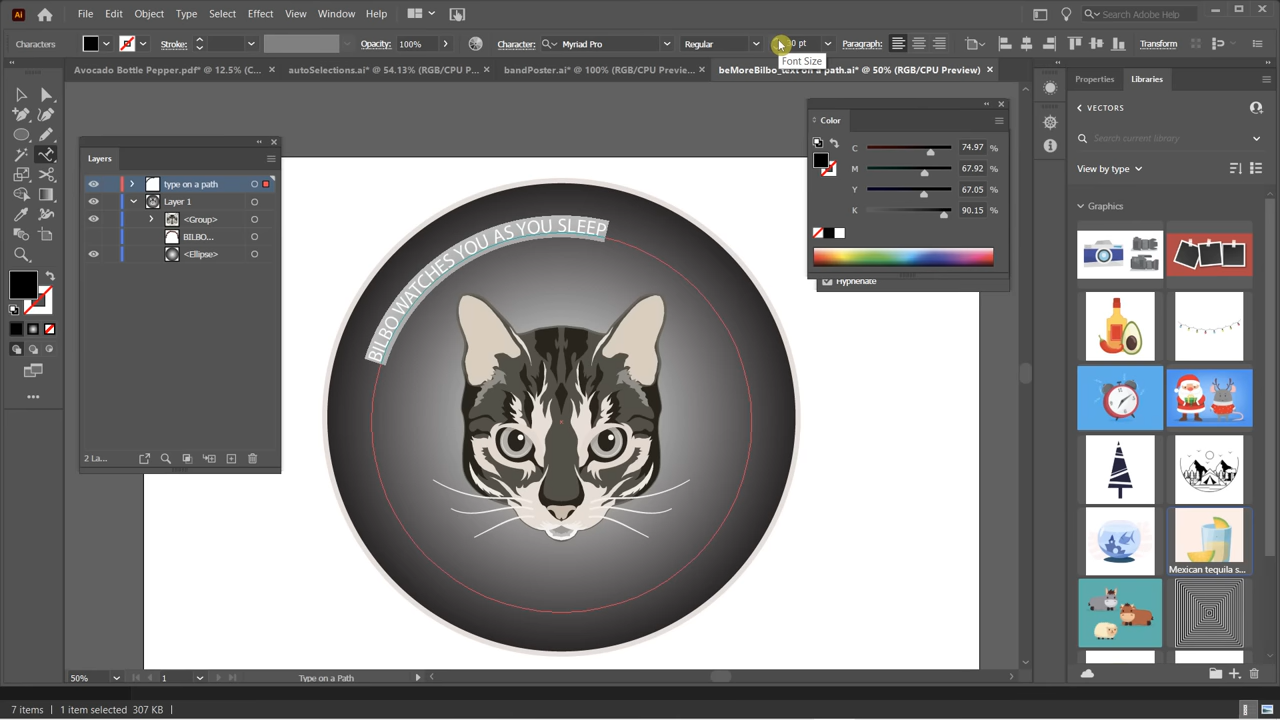 Ai
File Edit Object Type Select Effect View Window Help
Search Adobe Help
Characters Stroke: Opacity: 100% Character: Myriad Pro Regular pt Paragraph: Transform
Font Size
Avocado Bottle Pepper.pdf* @ 12.5% (C... × autoSelections.ai* @ 54.13% (RGB/CPU P... × bandPoster.ai* @ 100% (RGB/CPU Previe... × beMoreBilbo_text on a path.ai* @ 50% (RGB/CPU Preview) ×
Properties Libraries
VECTORS
Search current library
View by type
Graphics
Mexican tequila s...
Layers
type on a path
Layer 1
<Group>
BILBO...
<Ellipse>
2 La...
Color
C 74.97 %
M 67.92 %
Y 67.05 %
K 90.15 %
Hyphenate
BILBO WATCHES YOU AS YOU SLEEP
50% 1 Type on a Path
7 items 1 item selected 307 KB